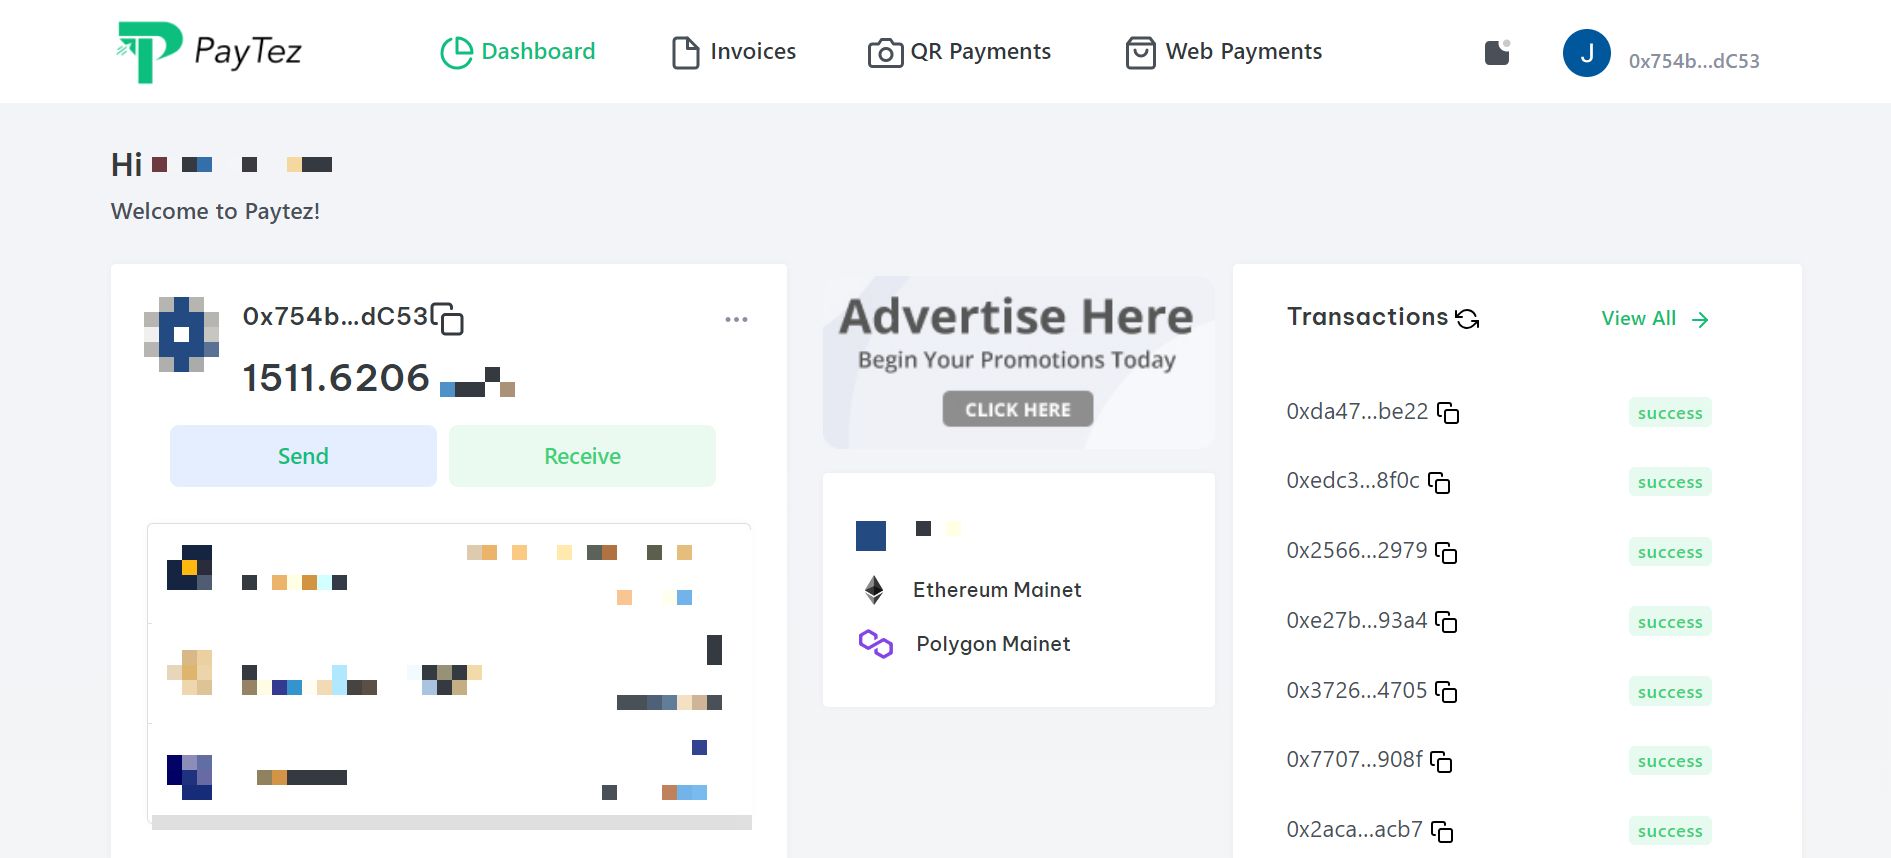 PayTez
Dashboard
Invoices
QR Payments
Web Payments
J
0x754b...dC53
Hi
Welcome to Paytez!
0x754b...dC53
1511.6206
Send
Receive
Advertise Here
Begin Your Promotions Today
CLICK HERE
Ethereum Mainet
Polygon Mainet
Transactions
View All
0xda47...be22 success
0xedc3...8f0c success
0x2566...2979 success
0xe27b...93a4 success
0x3726...4705 success
0x7707...908f success
0x2aca...acb7 success